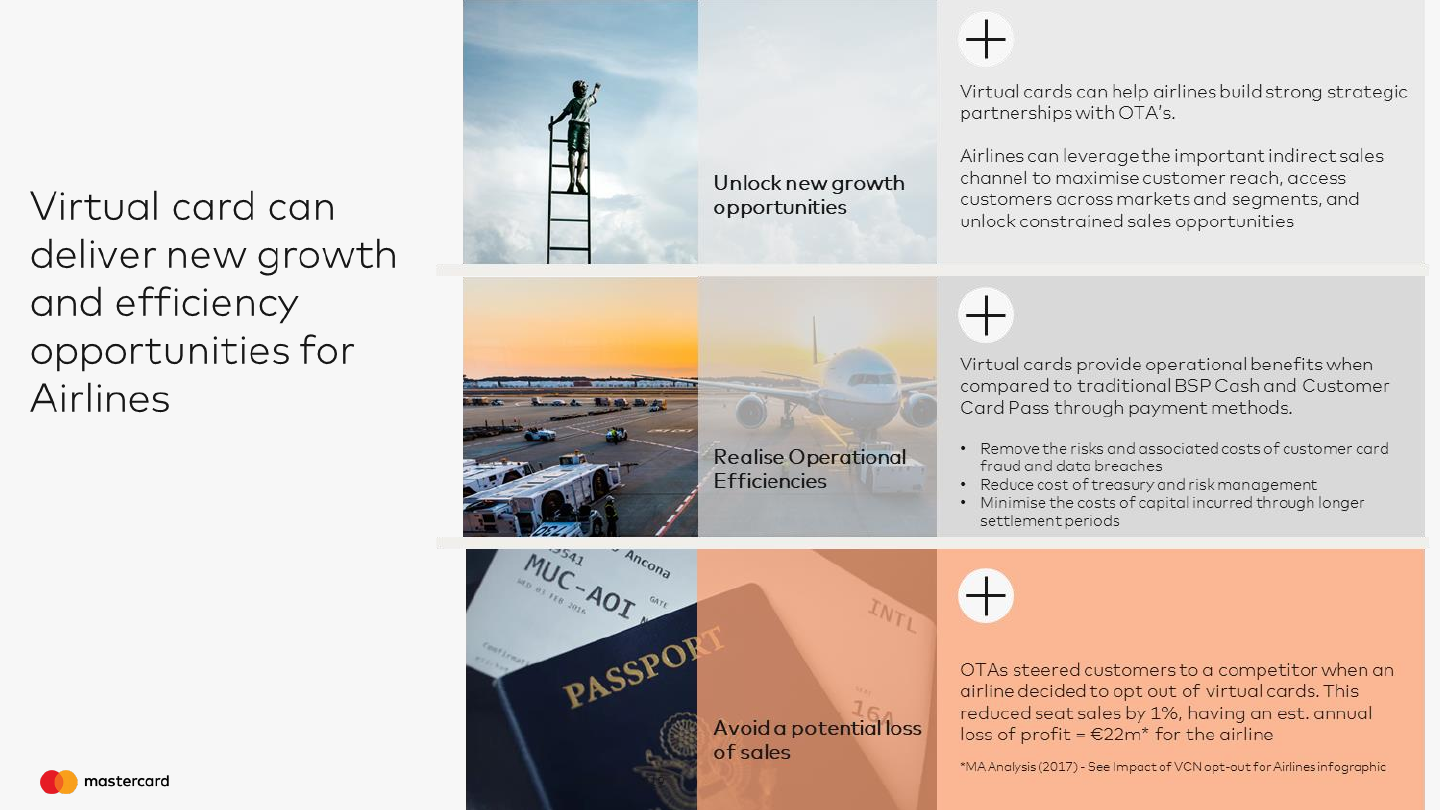 Virtual card can
deliver new growth
and efficiency
opportunities for
Airlines
mastercard
Unlock new growth
opportunities
Virtual cards can help airlines build strong strategic
partnerships with OTA's.
Airlines can leverage the important indirect sales
channel to maximise customer reach, access
customers across markets and segments, and
unlock constrained sales opportunities
Realise Operational
Efficiencies
Virtual cards provide operational benefits when
compared to traditional BSP Cash and Customer
Card Pass through payment methods.
• Remove the risks and associated costs of customer card
fraud and data breaches
• Reduce cost of treasury and risk management
• Minimise the costs of capital incurred through longer
settlement periods
3541
Ancona
MUC-AOI
WED 03 FEB 2016
GATE
PASSPORT
INTL
16A
Avoid a potential loss
of sales
OTAs steered customers to a competitor when an
airline decided to opt out of virtual cards. This
reduced seat sales by 1%, having an est. annual
loss of profit = €22m* for the airline
*MA Analysis (2017) - See Impact of VCN opt-out for Airlines infographic